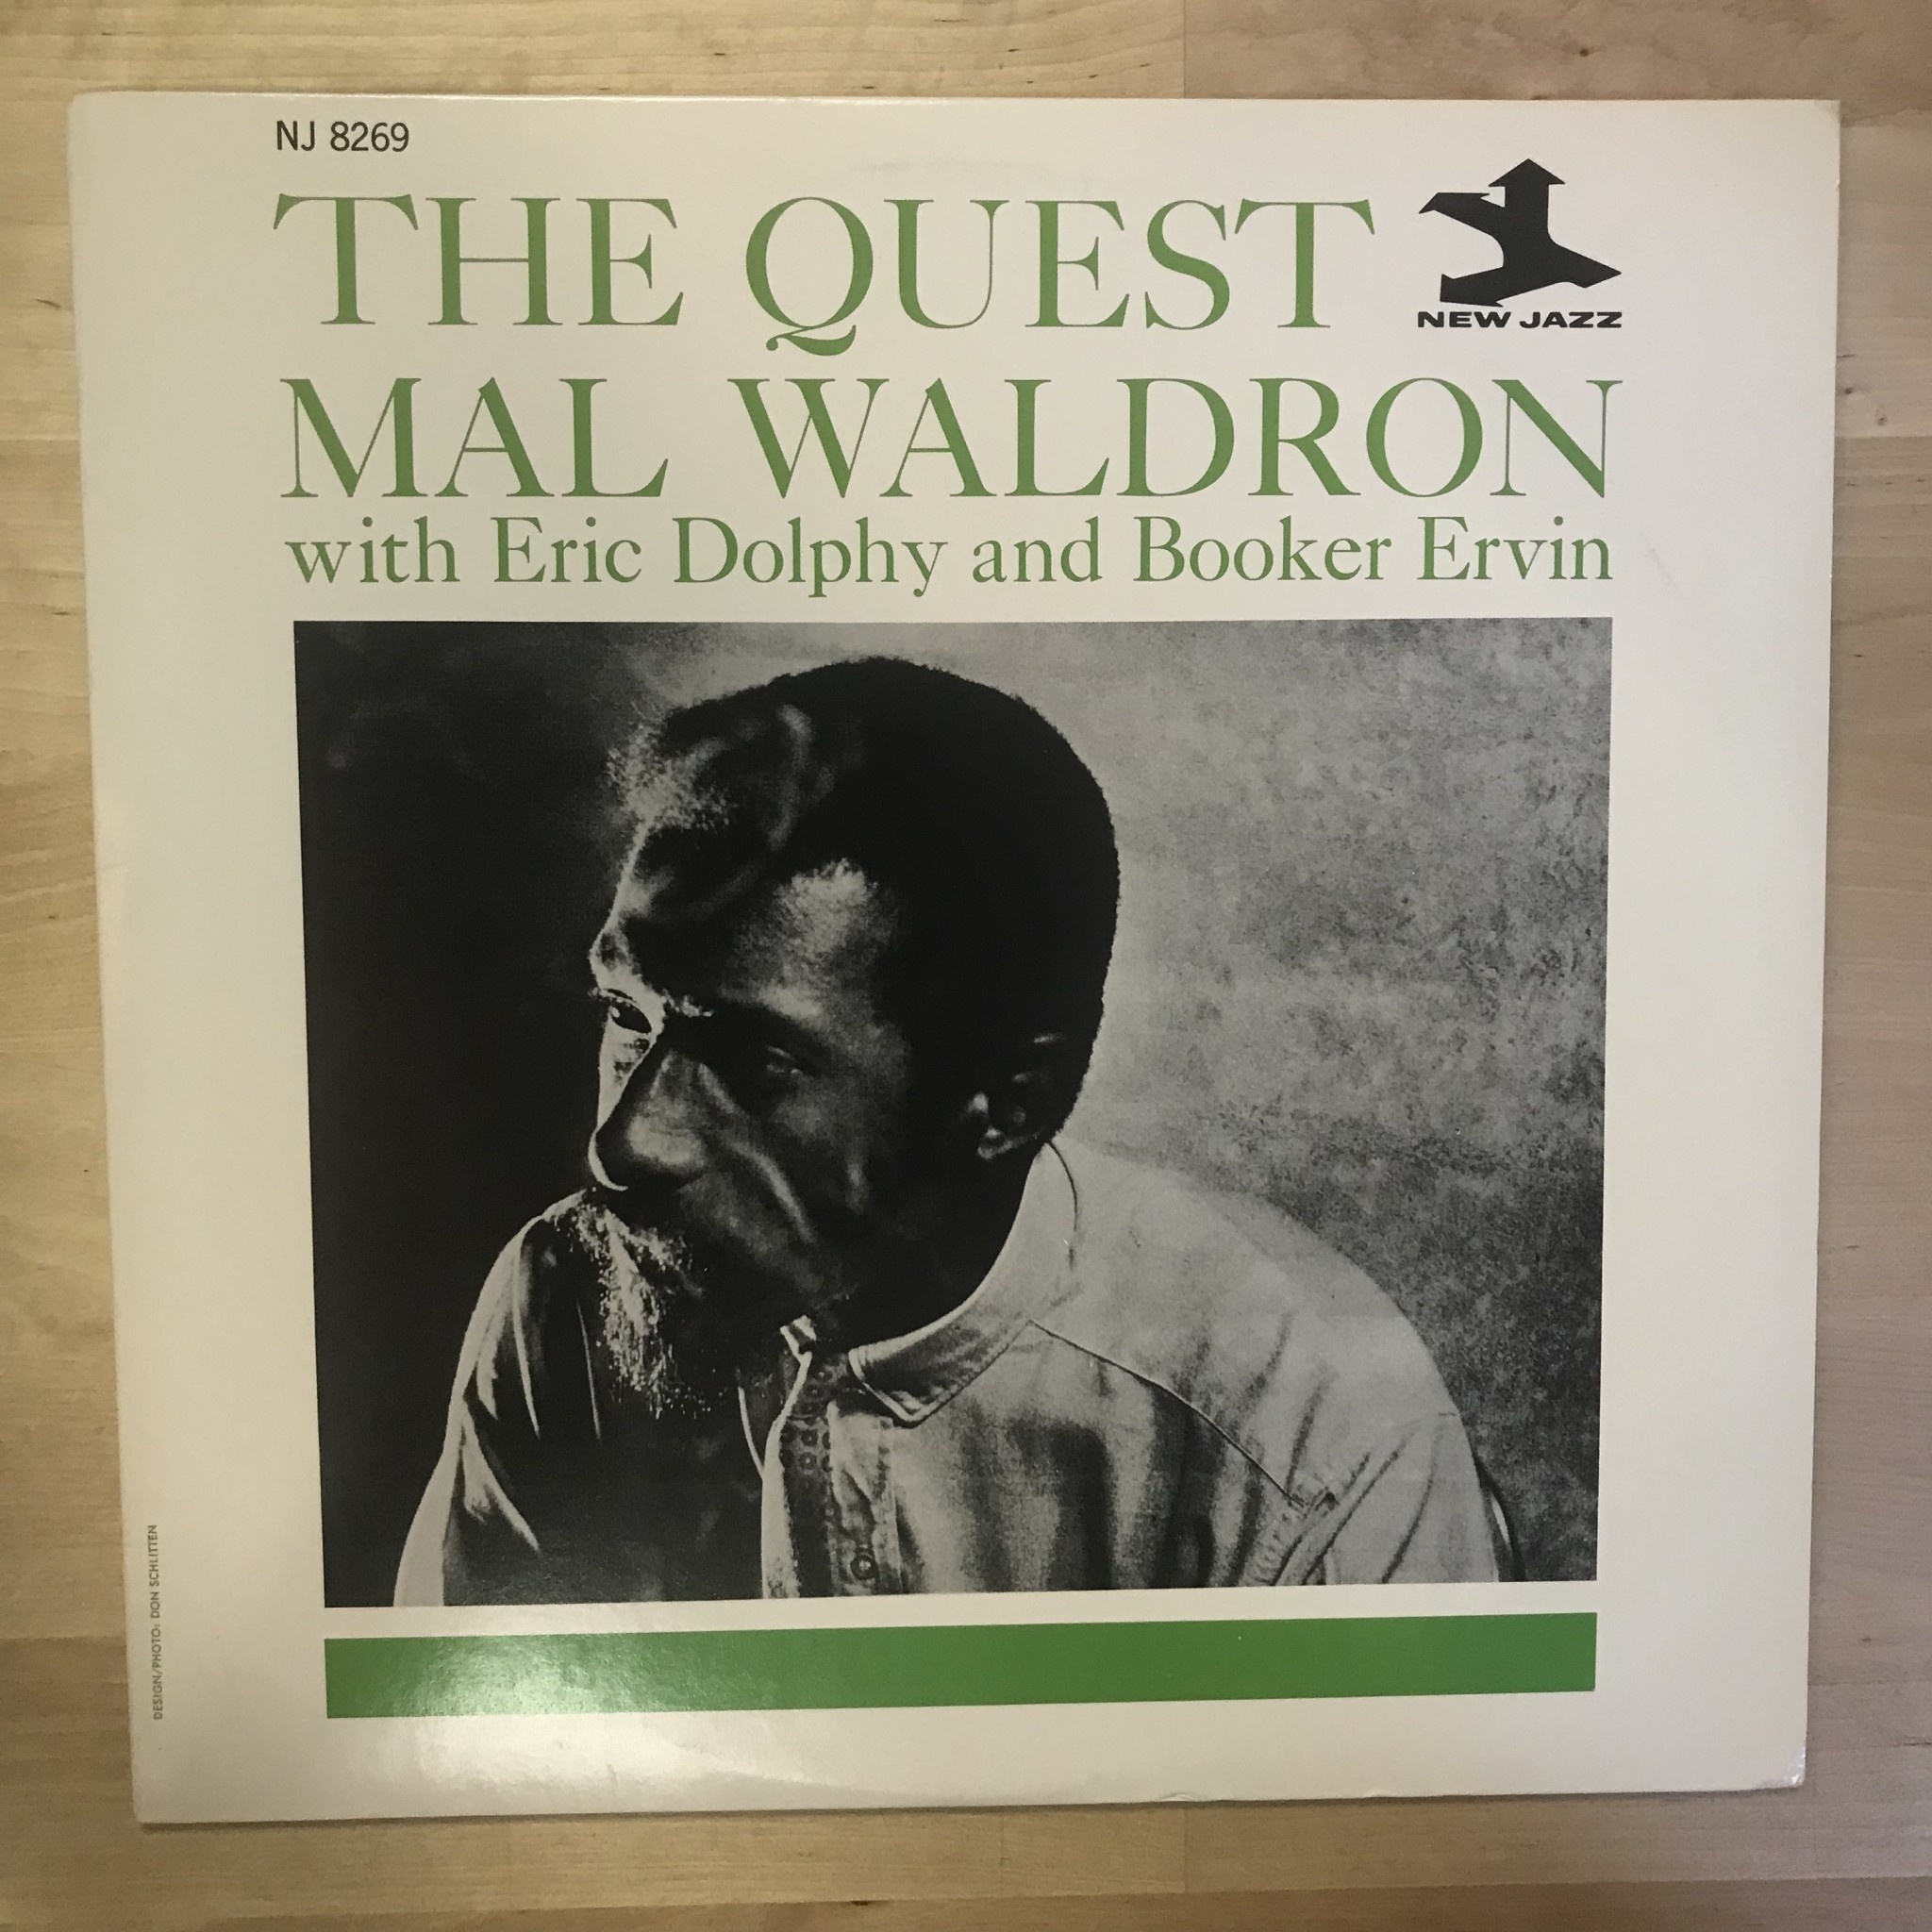 NJ 8269
THE QUEST
NEW JAZZ
MAL WALDRON
with Eric Dolphy and Booker Ervin
DESIGN/PHOTO: DON SCHLITTEN